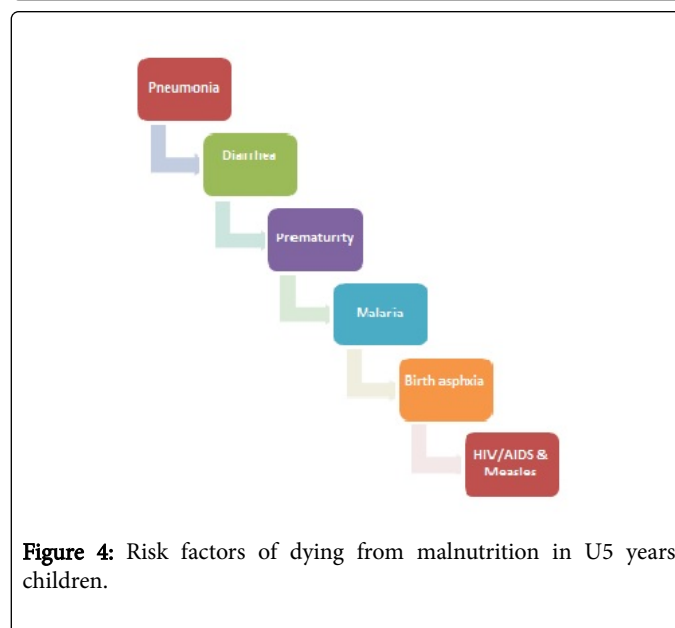 Pneumonia
Diarrhea
Prematurity
Malaria
Birth asphxia
HIV/AIDS &
Measles
Figure 4: Risk factors of dying from malnutrition in U5 years
children.